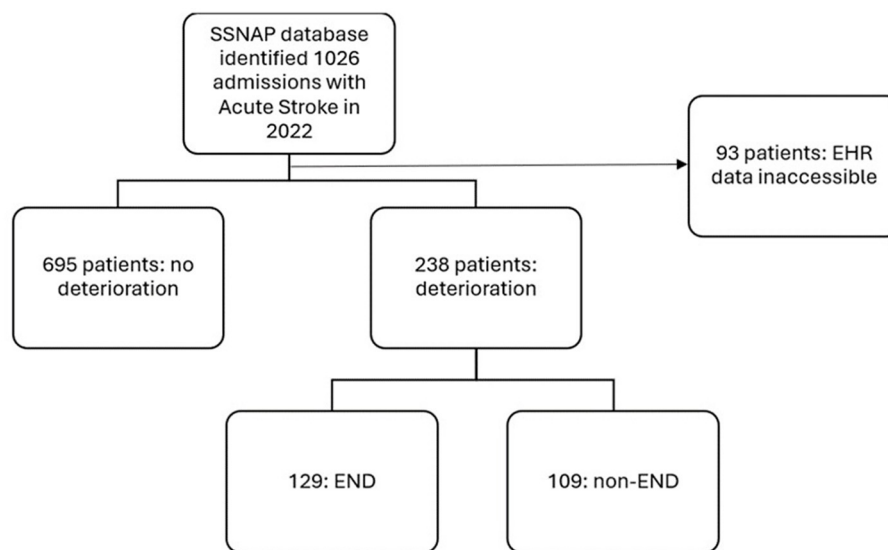 SSNAP database
identified 1026
admissions with
Acute Stroke in
2022
93 patients: EHR
data inaccessible
695 patients: no
deterioration
238 patients:
deterioration
129: END
109: non-END